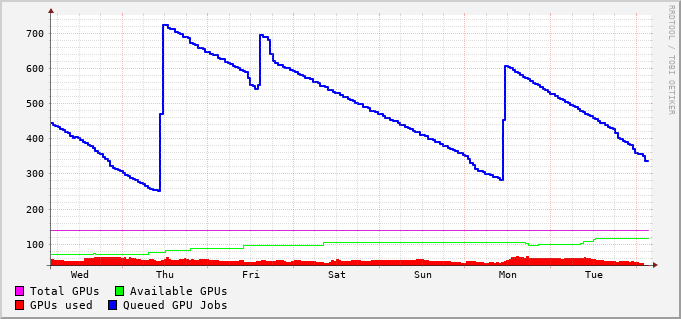 RRDTOOL / TOBI OETIKER
700
600
500
400
300
200
100
Wed Thu Fri Sat Sun Mon Tue
Total GPUs Available GPUs
GPUs used Queued GPU Jobs